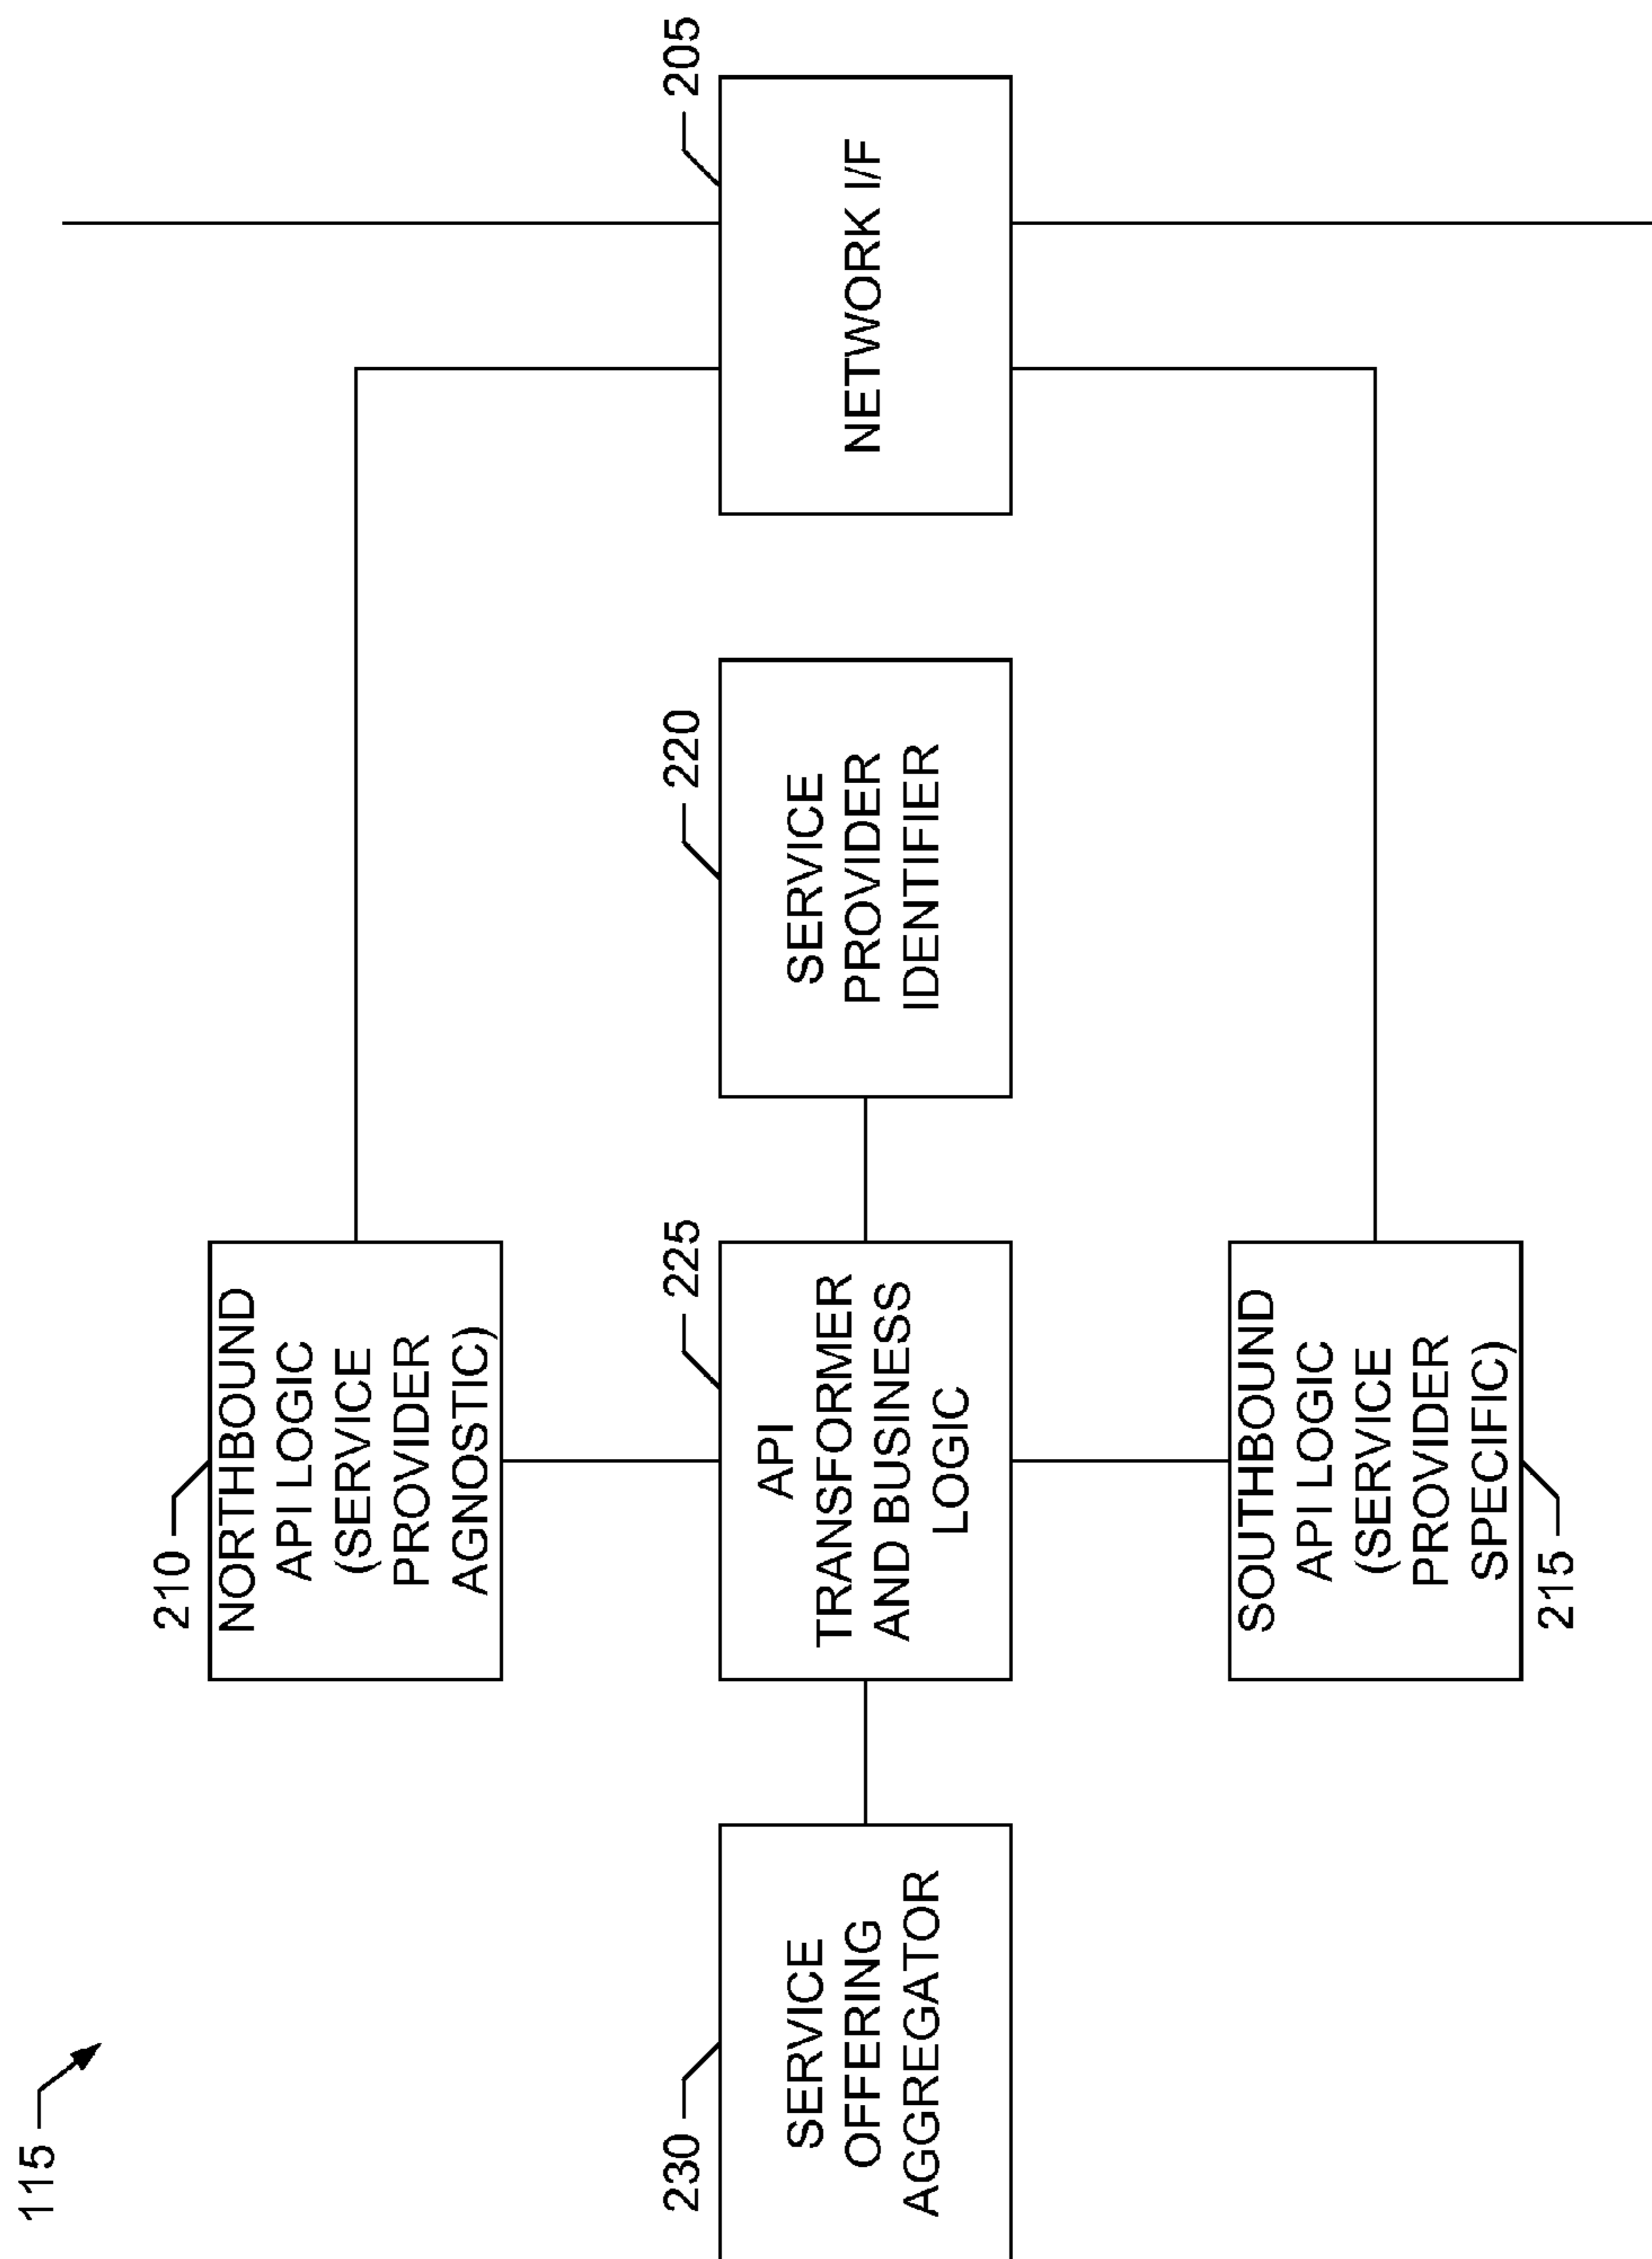 115
230
SERVICE
OFFERING
AGGREGATOR
210
NORTHBOUND
API LOGIC
(SERVICE
PROVIDER
AGNOSTIC)
225
API
TRANSFORMER
AND BUSINESS
LOGIC
SOUTHBOUND
API LOGIC
(SERVICE
PROVIDER
SPECIFIC)
215
220
SERVICE
PROVIDER
IDENTIFIER
205
NETWORK I/F